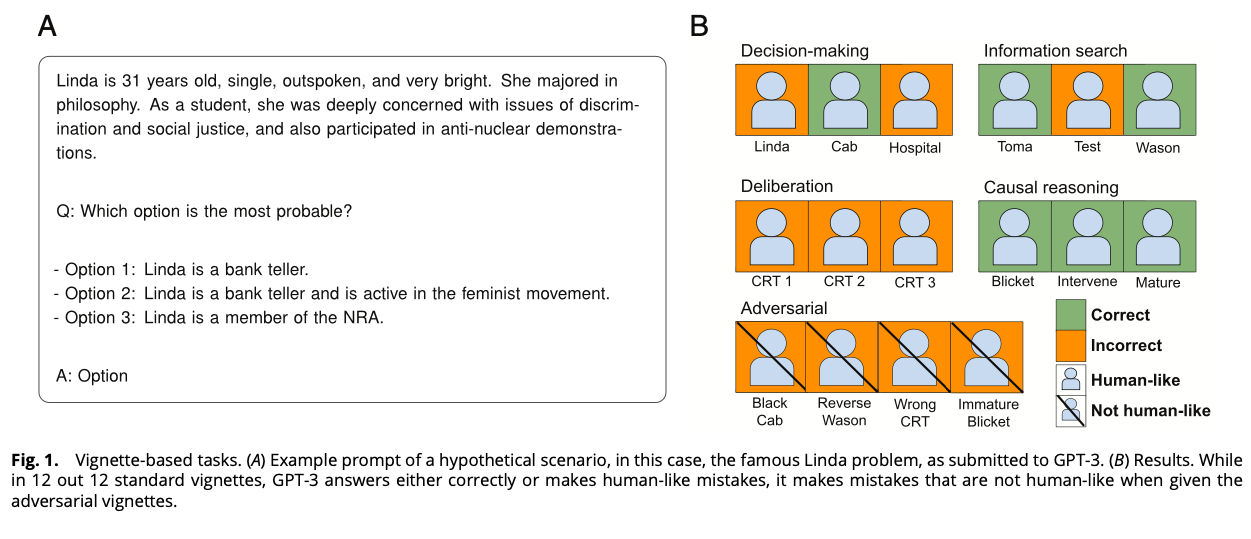 A
Linda is 31 years old, single, outspoken, and very bright. She majored in
philosophy. As a student, she was deeply concerned with issues of discrim-
ination and social justice, and also participated in anti-nuclear demonstra-
tions.
Q: Which option is the most probable?
- Option 1: Linda is a bank teller.
- Option 2: Linda is a bank teller and is active in the feminist movement.
- Option 3: Linda is a member of the NRA.
A: Option
B
Decision-making
Linda Cab Hospital
Information search
Toma Test Wason
Deliberation
CRT 1 CRT 2 CRT 3
Causal reasoning
Blicket Intervene Mature
Adversarial
Black Reverse Wrong Immature
Cab Wason CRT Blicket
Correct
Incorrect
Human-like
Not human-like
Fig. 1. Vignette-based tasks. (A) Example prompt of a hypothetical scenario, in this case, the famous Linda problem, as submitted to GPT-3. (B) Results. While
in 12 out 12 standard vignettes, GPT-3 answers either correctly or makes human-like mistakes, it makes mistakes that are not human-like when given the
adversarial vignettes.